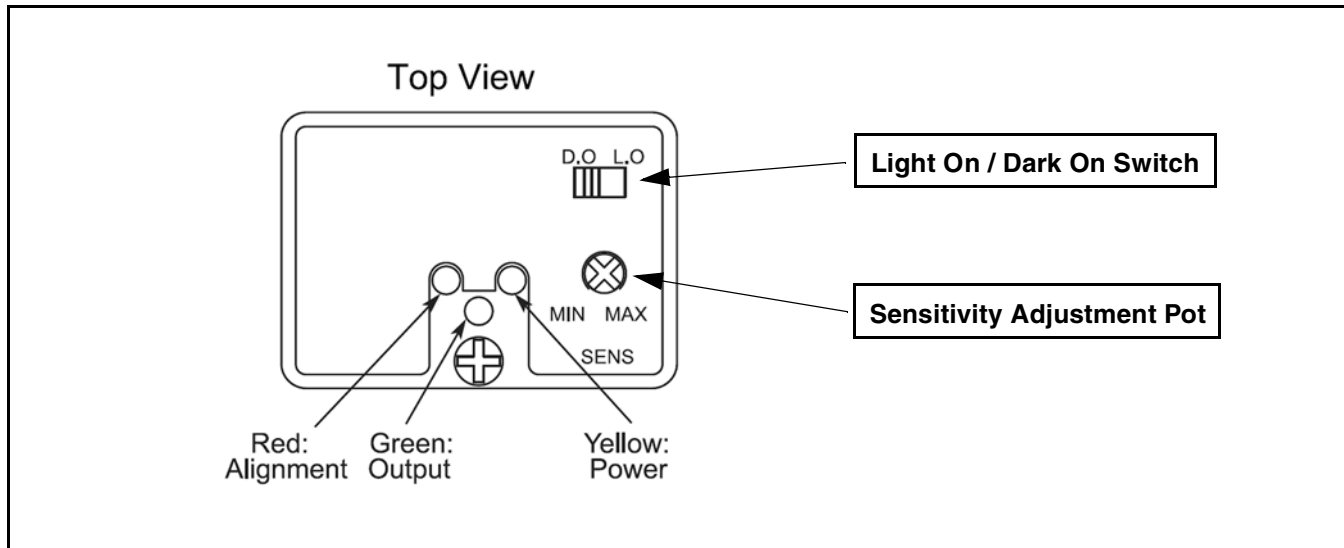 Top View
D.O L.O
Light On / Dark On Switch
MIN MAX
Sensitivity Adjustment Pot
SENS
Red:
Alignment
Green:
Output
Yellow:
Power